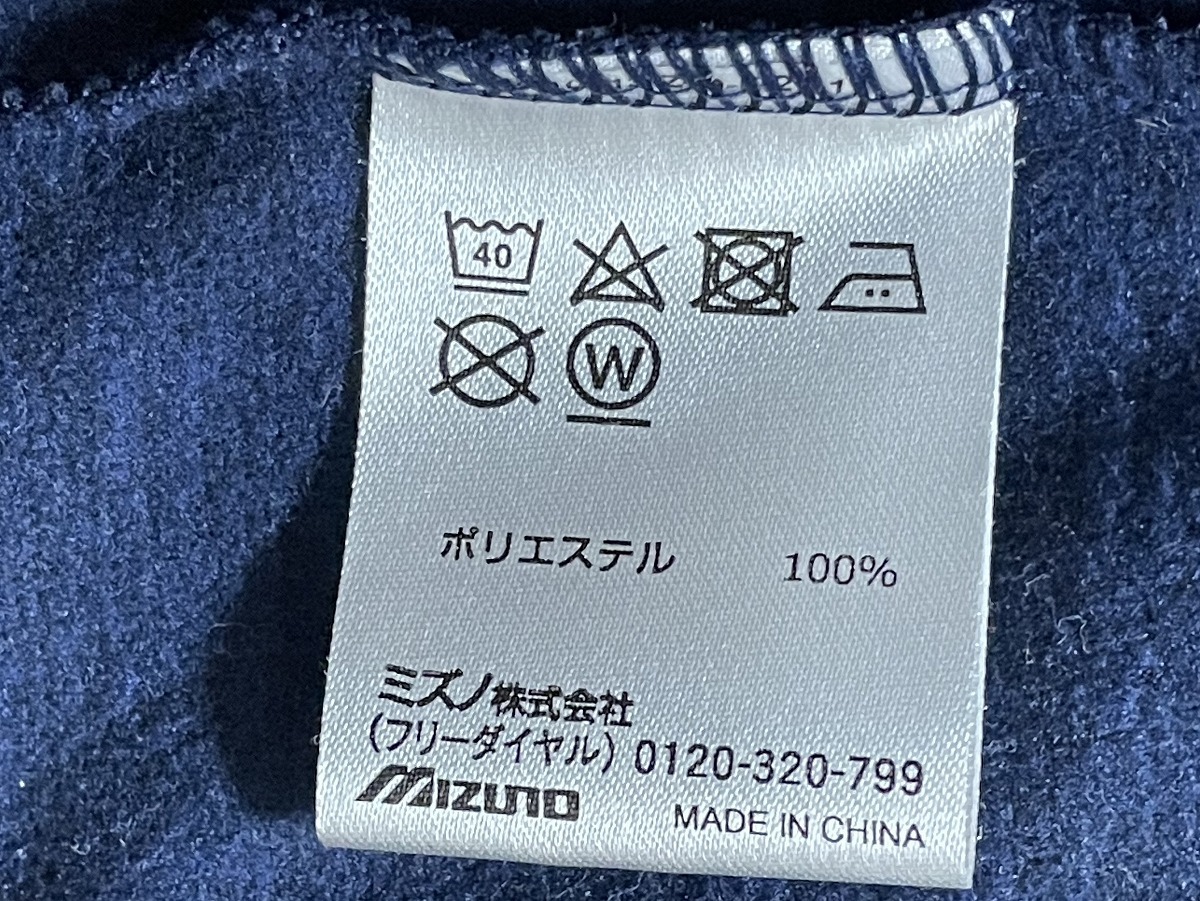 40
W
ポリエステル 100%
ミズノ株式会社
(フリーダイヤル) 0120-320-799
MIZUNO MADE IN CHINA